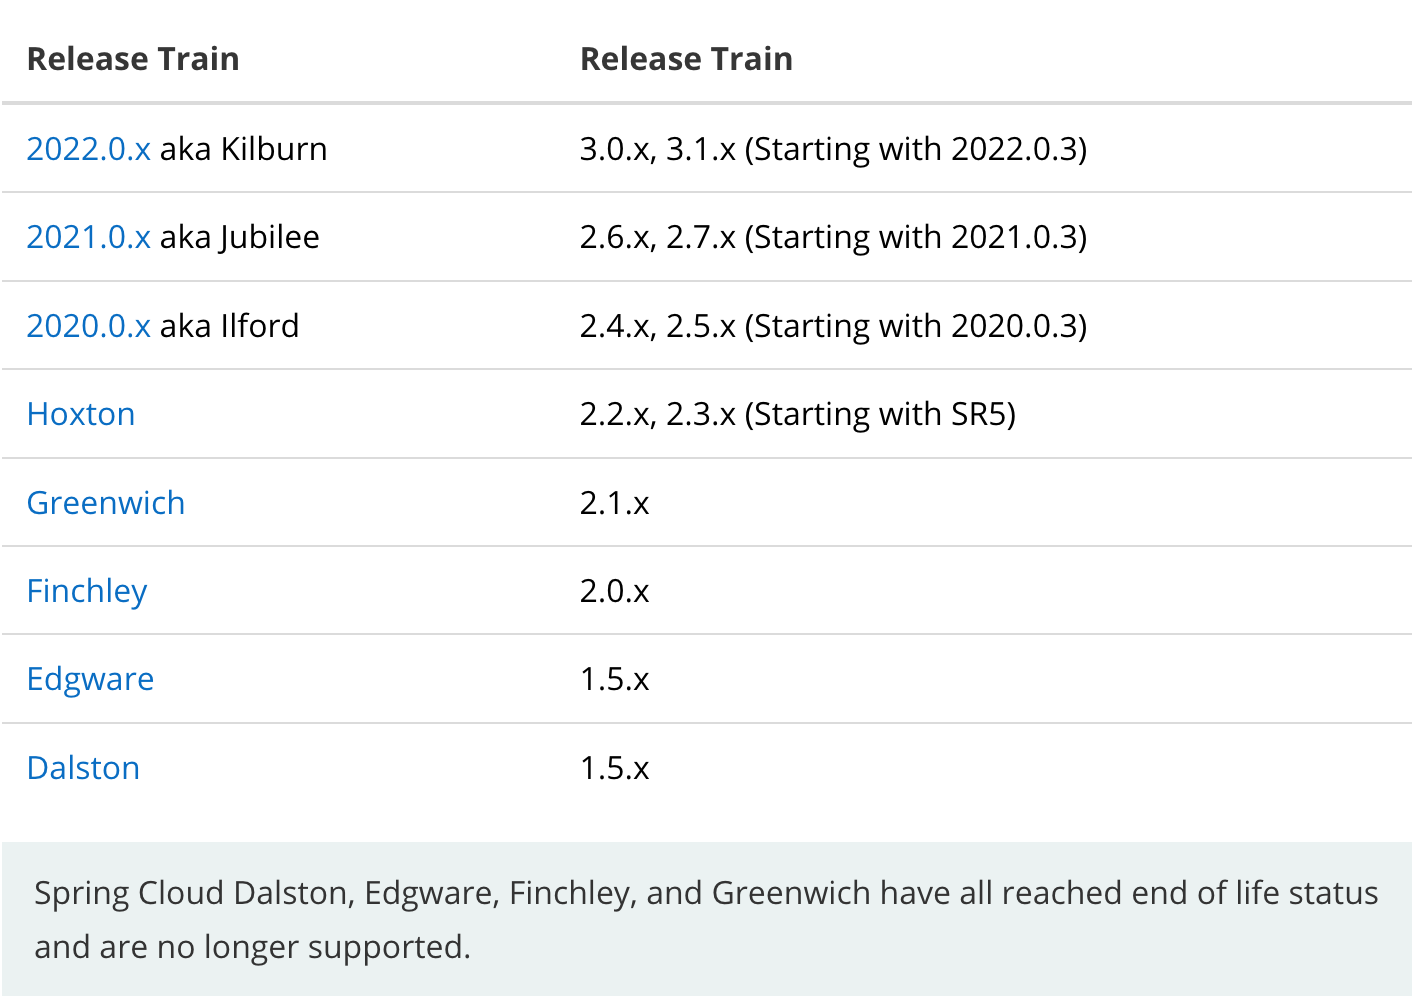 Release Train Release Train
2022.0.x aka Kilburn 3.0.x, 3.1.x (Starting with 2022.0.3)
2021.0.x aka Jubilee 2.6.x, 2.7.x (Starting with 2021.0.3)
2020.0.x aka Ilford 2.4.x, 2.5.x (Starting with 2020.0.3)
Hoxton 2.2.x, 2.3.x (Starting with SR5)
Greenwich 2.1.x
Finchley 2.0.x
Edgware 1.5.x
Dalston 1.5.x
Spring Cloud Dalston, Edgware, Finchley, and Greenwich have all reached end of life status
and are no longer supported.